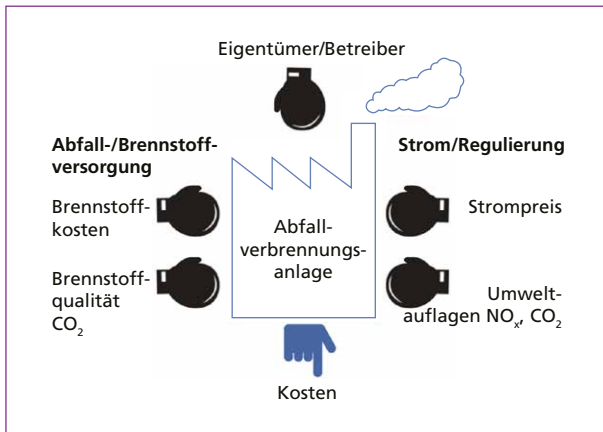 Eigentümer/Betreiber
Abfall-/Brennstoff-
versorgung
Brennstoff-
kosten
Brennstoff-
qualität
CO₂
Abfall-
verbrennungs-
anlage
Strom/Regulierung
Strompreis
Umwelt-
auflagen NOₓ, CO₂
Kosten